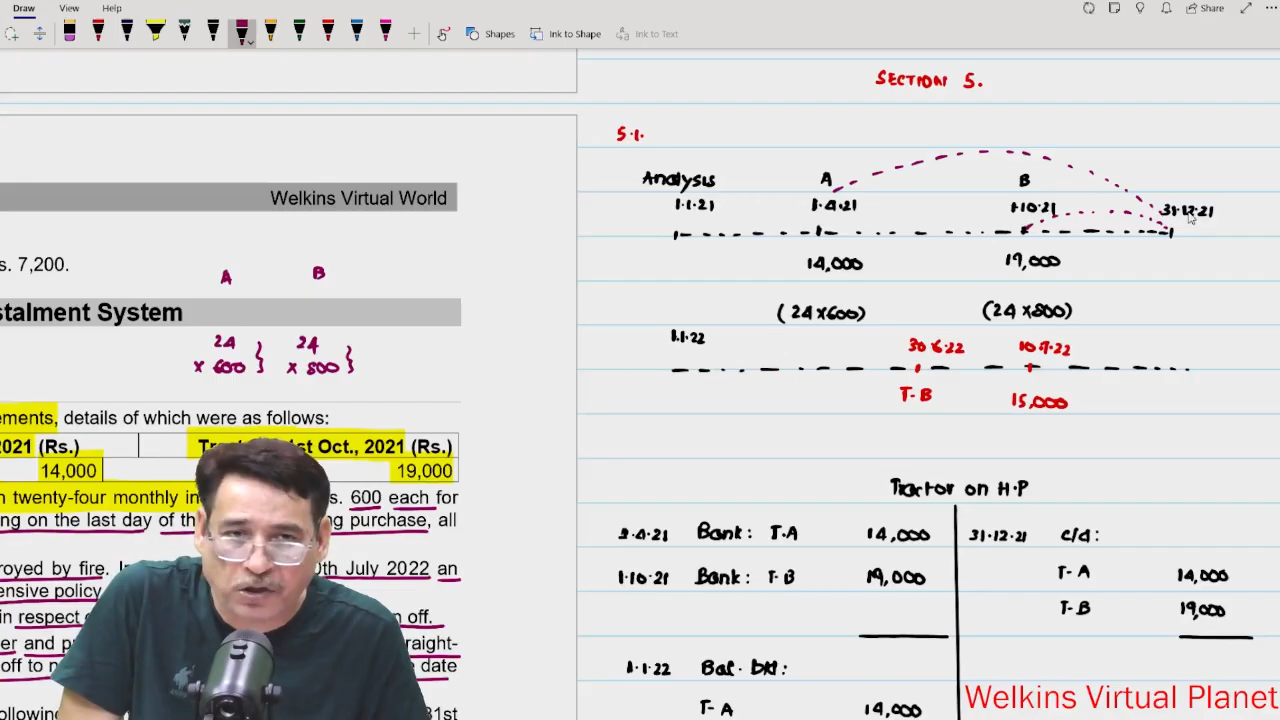 Draw View Help
Shapes Ink to Shape Ink to Text Share
Welkins Virtual World
s. 7,200.
A B
stalment System
24 24
× 600 } × 800 }
ements, details of which were as follows:
2021 (Rs.) 1st Oct., 2021 (Rs.)
14,000 19,000
n twenty-four monthly in s. 600 each for
ng on the last day of th ng purchase, all
royed by fire. 0th July 2022 an
ensive policy
in respect n off.
er and p raight-
off to n date
ollowing 31st
SECTION 5.
5.1.
Analysis A B
1.1.21 1.4.21 1.10.21 31.12.21
14,000 19,000
(24×600) (24×800)
1.1.22 30.6.22 10.7.22
T-B 15,000
Tractor on H.P
Bank: T.A 14,000 31.12.21 c/d:
1.10.21 Bank: T-B 19,000 T-A 14,000
T-B 19,000
1.1.22 Bal. b/d:
T-A 14,000
Welkins Virtual Planet